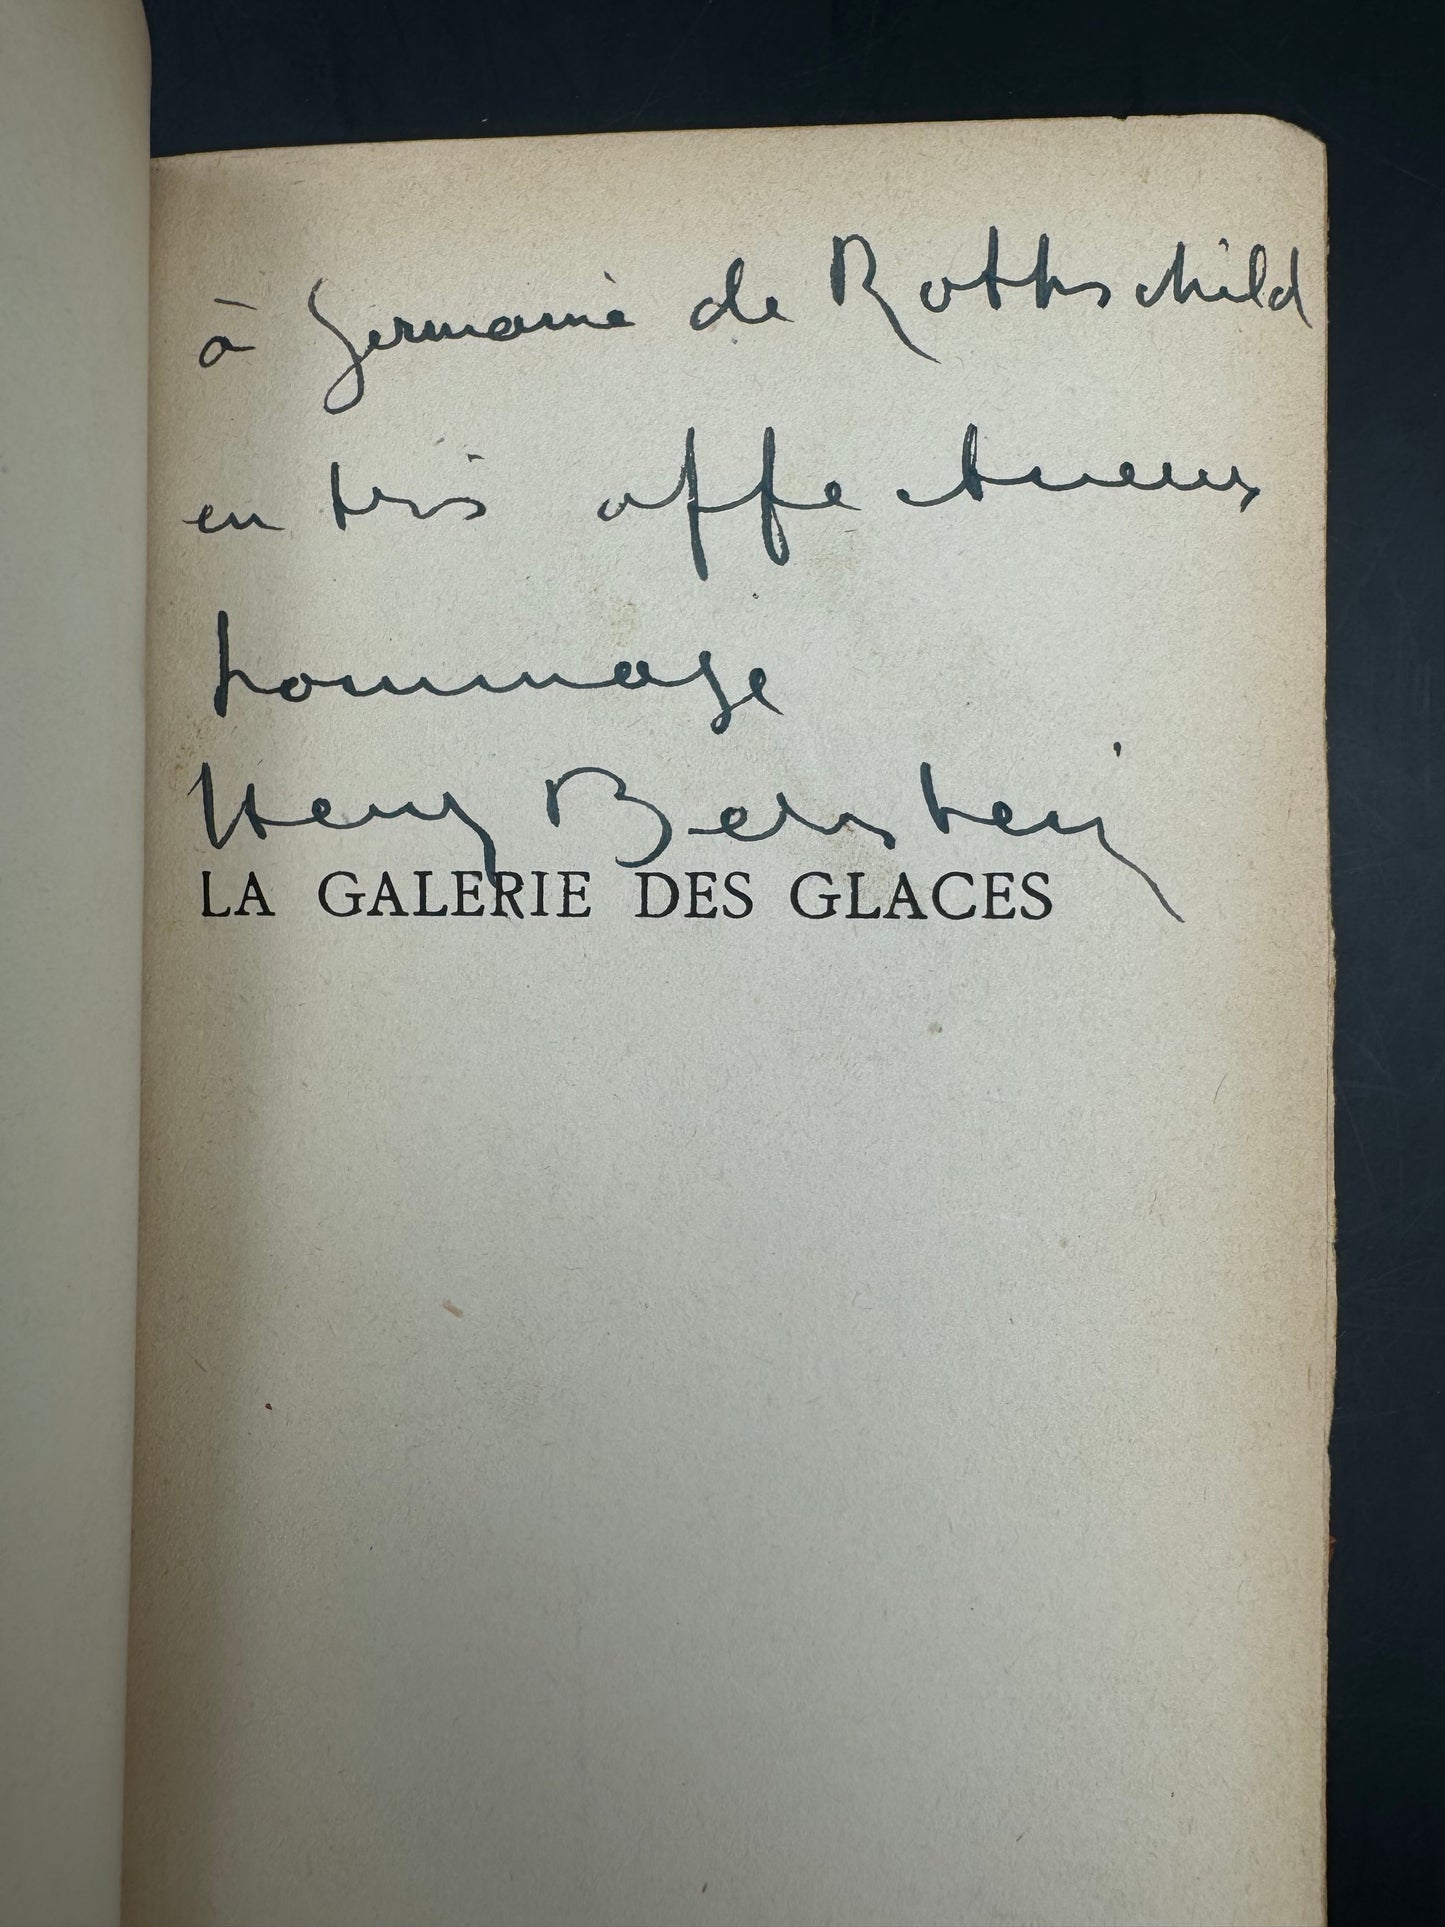 à Germaine de Rothschild
en très affectueux
hommage
Henry Bernstein
LA GALERIE DES GLACES